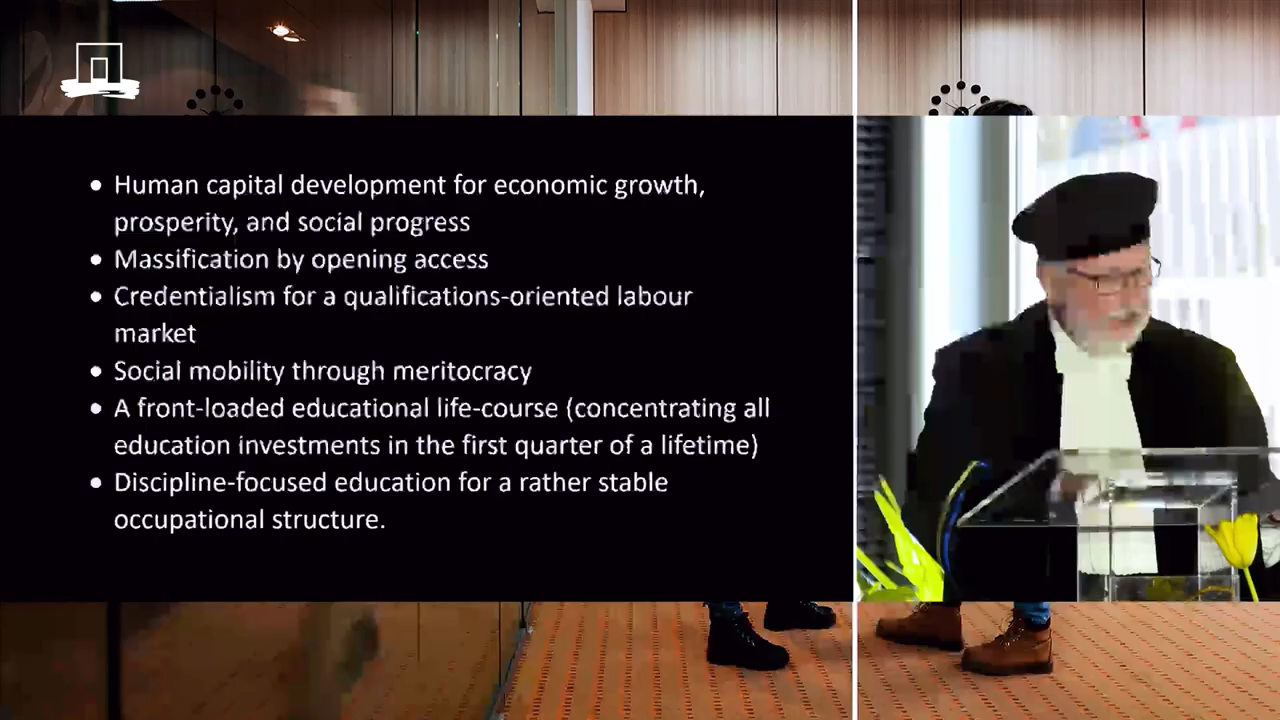 Human capital development for economic growth,
prosperity, and social progress
Massification by opening access
Credentialism for a qualifications-oriented labour
market
Social mobility through meritocracy
A front-loaded educational life-course (concentrating all
education investments in the first quarter of a lifetime)
Discipline-focused education for a rather stable
occupational structure.